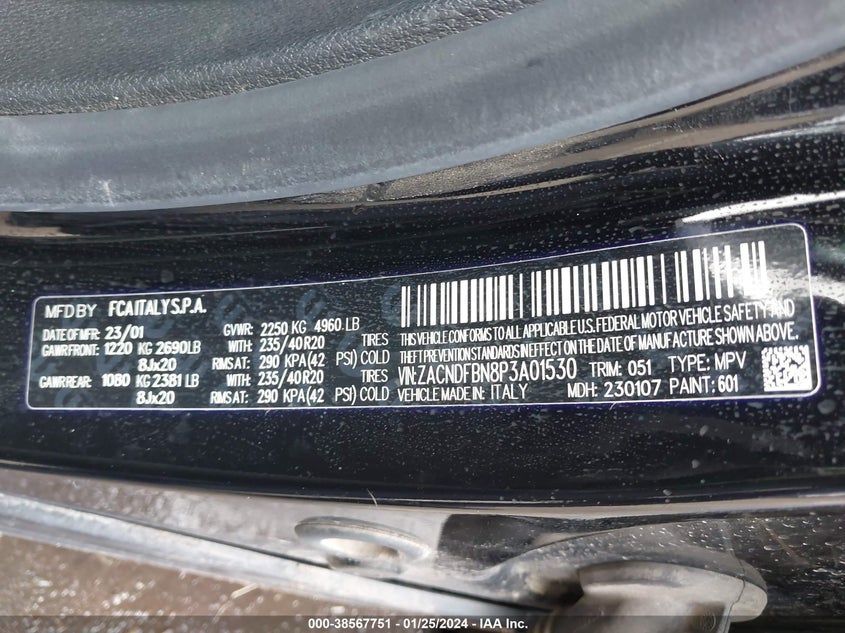 MFD BY FCA ITALY S.P.A.
DATE OF MFR: 23/01 GVWR: 2250 KG 4960 LB
GAWR FRONT: 1220 KG 2690LB WITH: 235/40R20 TIRES
8Jx20 RIMS AT: 290 KPA(42 PSI) COLD
GAWR REAR: 1080 KG 2381 LB WITH: 235/40R20 TIRES
8Jx20 RIMS AT: 290 KPA(42 PSI) COLD
THIS VEHICLE CONFORMS TO ALL APPLICABLE U.S. FEDERAL MOTOR VEHICLE SAFETY AND
THEFT PREVENTION STANDARDS IN EFFECT ON THE DATE OF MANUFACTURE SHOWN ABOVE.
VIN: ZACNDFBN8P3A01530 TRIM: 051 TYPE: MPV
VEHICLE MADE IN: ITALY MDH: 230107 PAINT: 601
000-38567751 - 01/25/2024 - IAA Inc.